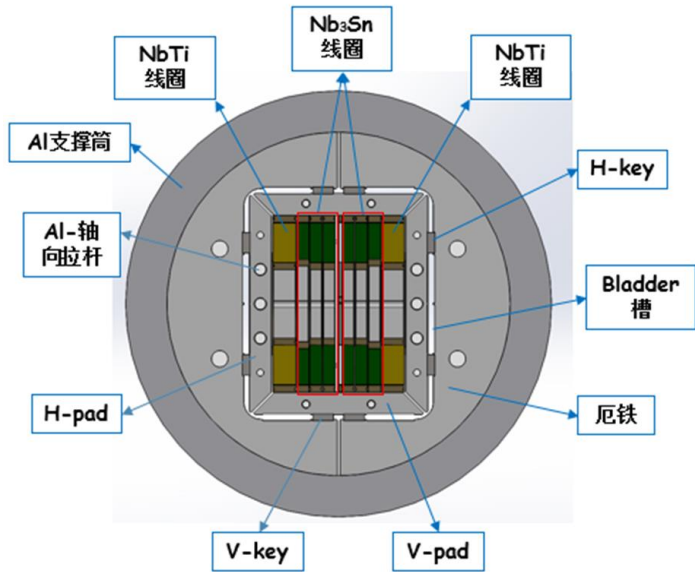 Nb₃Sn
线圈
NbTi
线圈
NbTi
线圈
Al支撑筒
H-key
Al-轴
向拉杆
Bladder
槽
H-pad
厄铁
V-key
V-pad